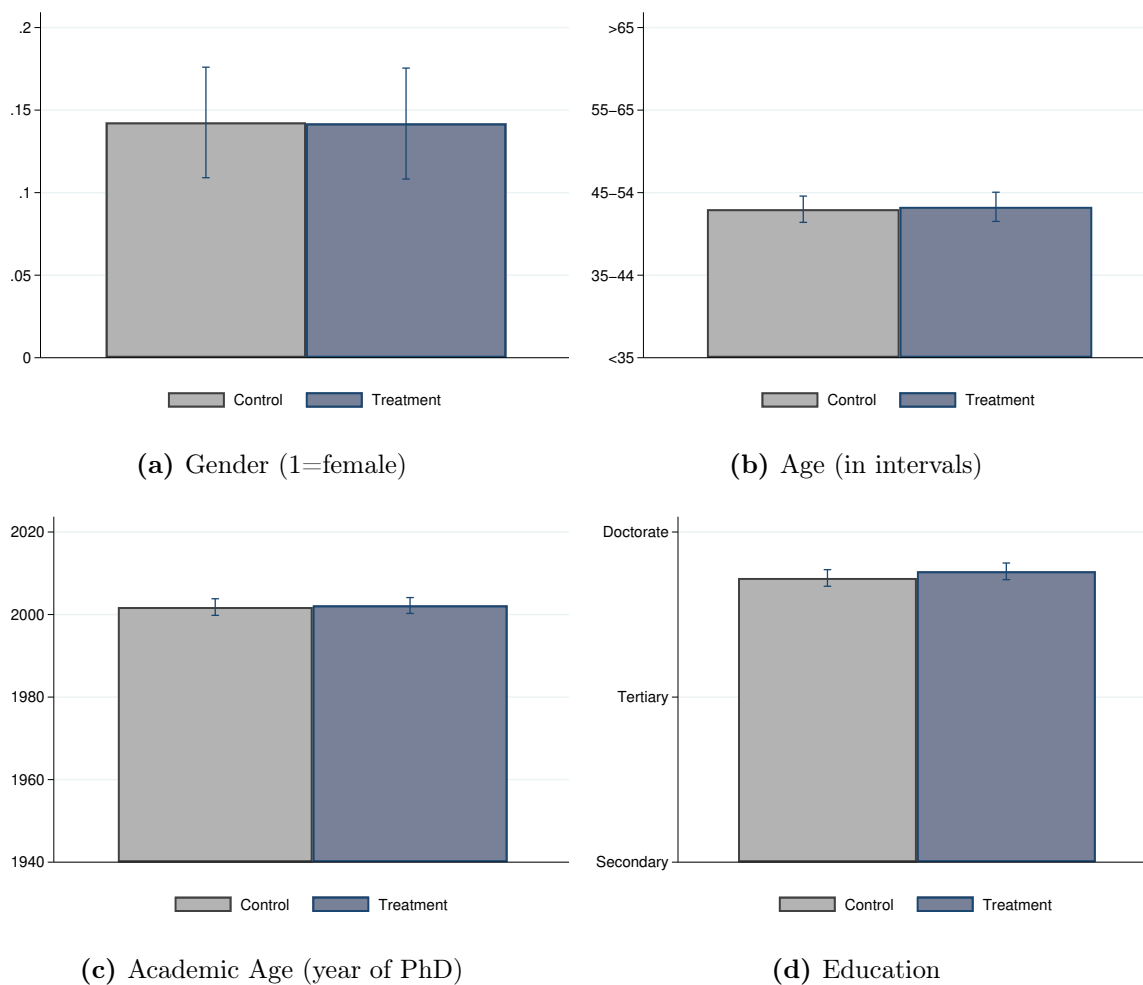 .2
.15
.1
.05
0
Control Treatment
(a) Gender (1=female)
>65
55–65
45–54
35–44
<35
Control Treatment
(b) Age (in intervals)
2020
2000
1980
1960
1940
Control Treatment
(c) Academic Age (year of PhD)
Doctorate
Tertiary
Secondary
Control Treatment
(d) Education